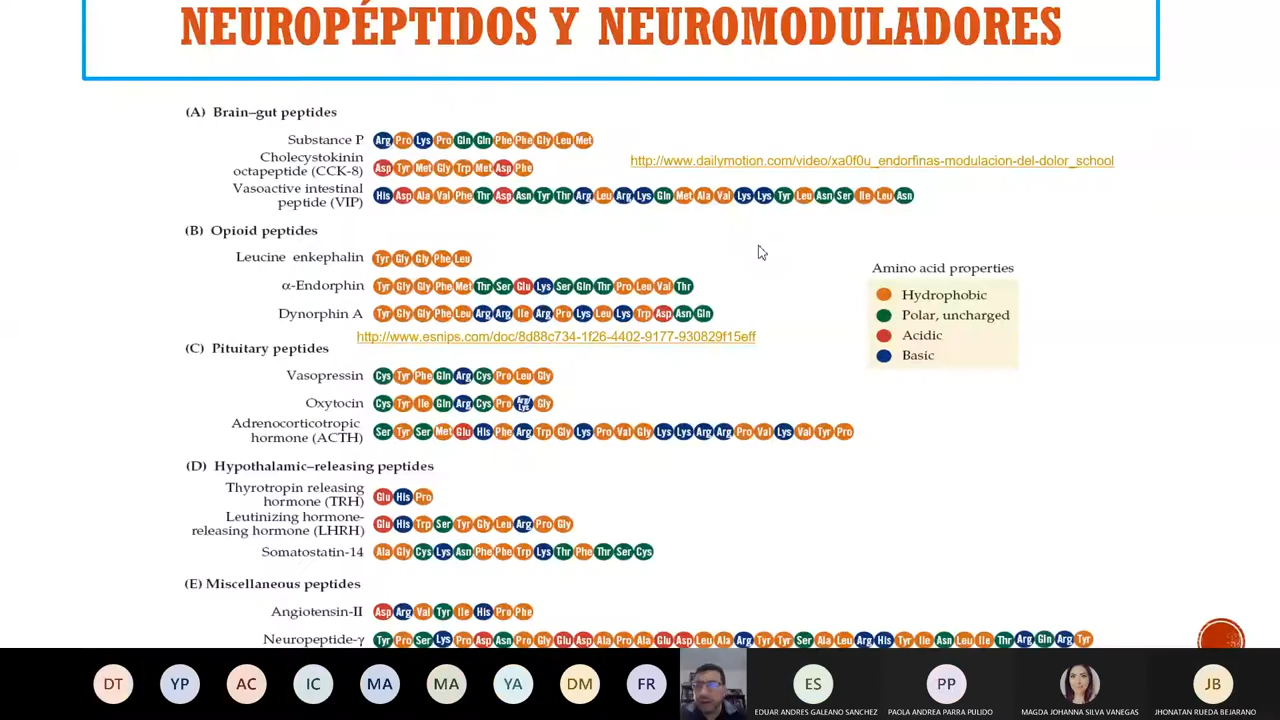 NEUROPÉPTIDOS Y NEUROMODULADORES
(A) Brain–gut peptides
Substance P
Arg Pro Lys Pro Gln Gln Phe Phe Gly Leu Met
Cholecystokinin
octapeptide (CCK-8)
Asp Tyr Met Gly Trp Met Asp Phe
http://www.dailymotion.com/video/xa0f0u_endorfinas-modulacion-del-dolor_school
Vasoactive intestinal
peptide (VIP)
His Asp Ala Val Phe Thr Asp Asn Tyr Thr Arg Leu Arg Lys Gln Met Ala Val Lys Lys Tyr Leu Asn Ser Ile Leu Asn
(B) Opioid peptides
Leucine enkephalin
Tyr Gly Gly Phe Leu
α-Endorphin
Tyr Gly Gly Phe Met Thr Ser Glu Lys Ser Gln Thr Pro Leu Val Thr
Dynorphin A
Tyr Gly Gly Phe Leu Arg Arg Ile Arg Pro Lys Leu Lys Trp Asp Asn Gln
http://www.esnips.com/doc/8d88c734-1f26-4402-9177-930829f15eff
Amino acid properties
Hydrophobic
Polar, uncharged
Acidic
Basic
(C) Pituitary peptides
Vasopressin
Cys Tyr Phe Gln Arg Cys Pro Leu Gly
Oxytocin
Cys Tyr Ile Gln Arg Cys Pro Arg/Lys Gly
Adrenocorticotropic
hormone (ACTH)
Ser Tyr Ser Met Glu His Phe Arg Trp Gly Lys Pro Val Gly Lys Lys Arg Arg Pro Val Lys Val Tyr Pro
(D) Hypothalamic–releasing peptides
Thyrotropin releasing
hormone (TRH)
Glu His Pro
Leutinizing hormone-
releasing hormone (LHRH)
Glu His Trp Ser Tyr Gly Leu Arg Pro Gly
Somatostatin-14
Ala Gly Cys Lys Asn Phe Phe Trp Lys Thr Phe Thr Ser Cys
(E) Miscellaneous peptides
Angiotensin-II
Asp Arg Val Tyr Ile His Pro Phe
Neuropeptide-γ
Tyr Pro Ser Lys Pro Asp Asn Pro Gly Glu Asp Ala Pro Ala Glu Asp Leu Ala Arg Tyr Tyr Ser Ala Leu Arg His Tyr Ile Asn Leu Ile Thr Arg Gln Arg Tyr
DT YP AC IC MA MA YA DM FR ES PP JB
EDUAR ANDRES GALEANO SANCHEZ
PAOLA ANDREA PARRA PULIDO
MAGDA JOHANNA SILVA VANEGAS
JHONATAN RUEDA BEJARANO